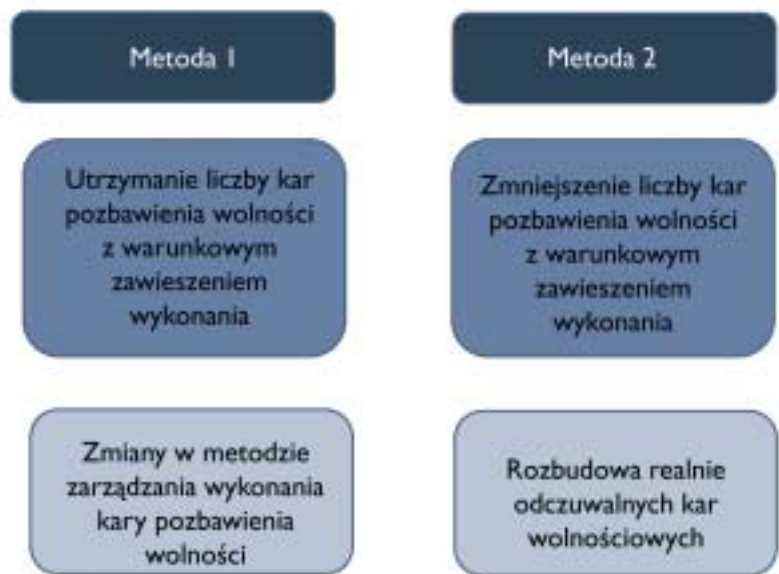 Metoda 1
Utrzymanie liczby kar
pozbawienia wolności
z warunkowym
zawieszeniem
wykonania
Zmiany w metodzie
zarządzania wykonania
kary pozbawienia
wolności
Metoda 2
Zmniejszenie liczby kar
pozbawienia wolności
z warunkowym
zawieszeniem
wykonania
Rozbudowa realnie
odczuwalnych kar
wolnościowych